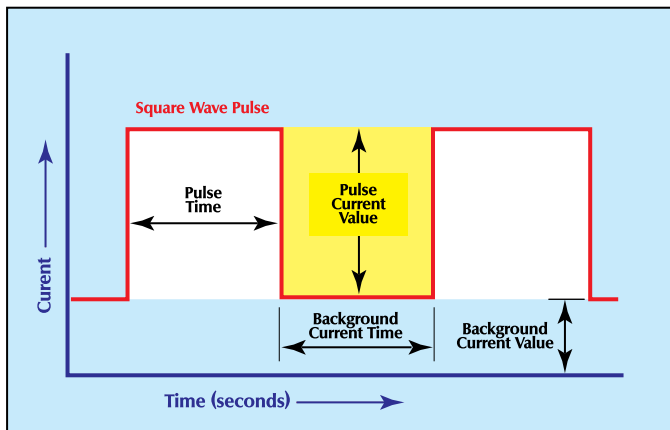 Square Wave Pulse
Pulse
Time
Pulse
Current
Value
Curent
Background
Current Time
Background
Current Value
Time (seconds)